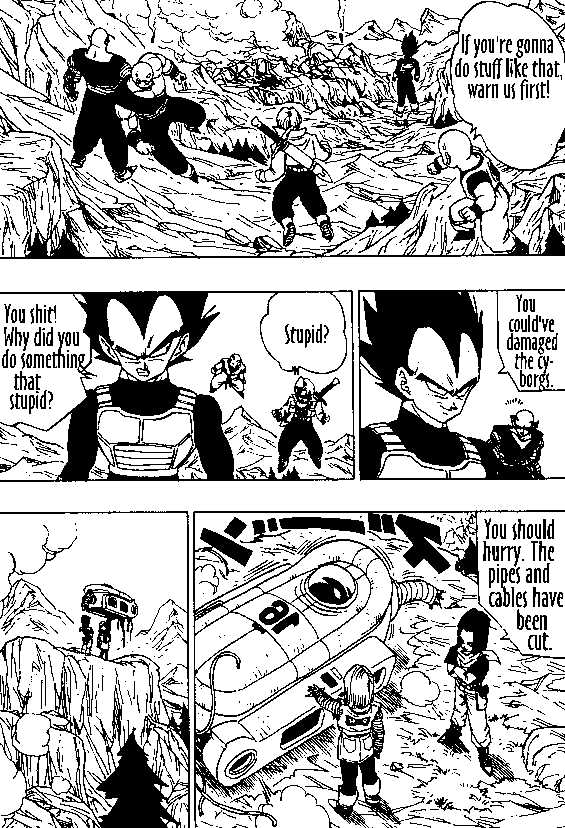 If you're gonna
do stuff like that,
warn us first!
You shit!
Why did you
do something
that
stupid?
Stupid?
You
could've
damaged
the cy-
borgs.
You should
hurry. The
pipes and
cables have
been
cut.
18